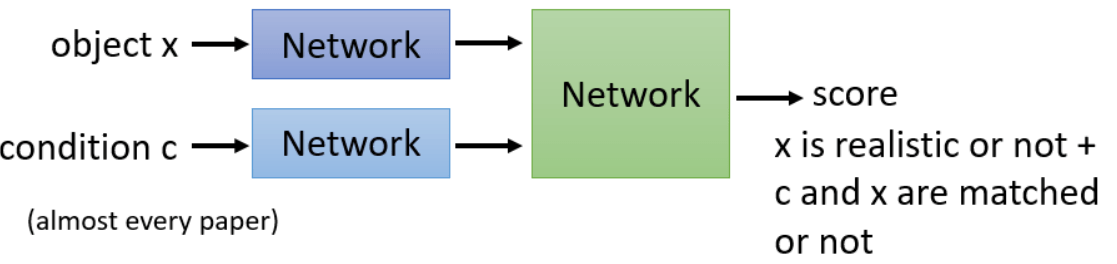 object x
Network
condition c
Network
(almost every paper)
Network
score
x is realistic or not +
c and x are matched
or not